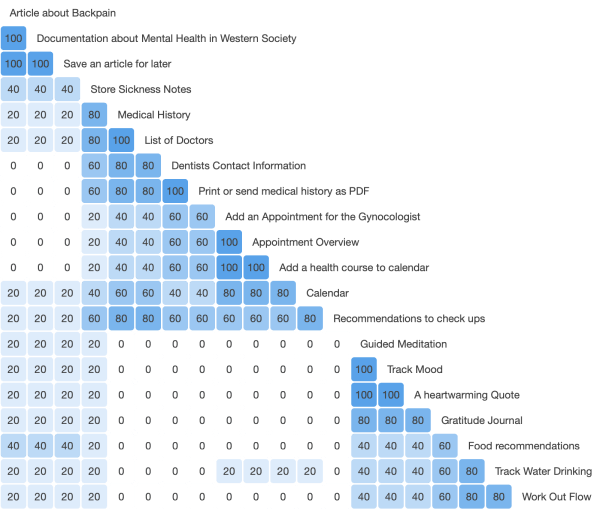 Article about Backpain
100 Documentation about Mental Health in Western Society
100 100 Save an article for later
40 40 40 Store Sickness Notes
20 20 20 80 Medical History
20 20 20 80 100 List of Doctors
0 0 0 60 80 80 Dentists Contact Information
0 0 0 60 80 80 100 Print or send medical history as PDF
0 0 0 20 40 40 60 60 Add an Appointment for the Gynocologist
0 0 0 20 40 40 60 60 100 Appointment Overview
0 0 0 20 40 40 60 60 100 100 Add a health course to calendar
20 20 20 40 60 60 40 40 80 80 80 Calendar
20 20 20 60 80 80 60 60 60 60 60 80 Recommendations to check ups
20 20 20 20 0 0 0 0 0 0 0 0 0 Guided Meditation
20 20 20 20 0 0 0 0 0 0 0 0 0 100 Track Mood
20 20 20 20 0 0 0 0 0 0 0 0 0 100 100 A heartwarming Quote
20 20 20 20 0 0 0 0 0 0 0 0 0 80 80 80 Gratitude Journal
40 40 40 20 0 0 0 0 0 0 0 0 0 40 40 40 60 Food recommendations
20 20 20 20 0 0 0 0 20 20 20 20 0 40 40 40 60 80 Track Water Drinking
20 20 20 20 0 0 0 0 0 0 0 0 0 40 40 40 60 80 80 Work Out Flow